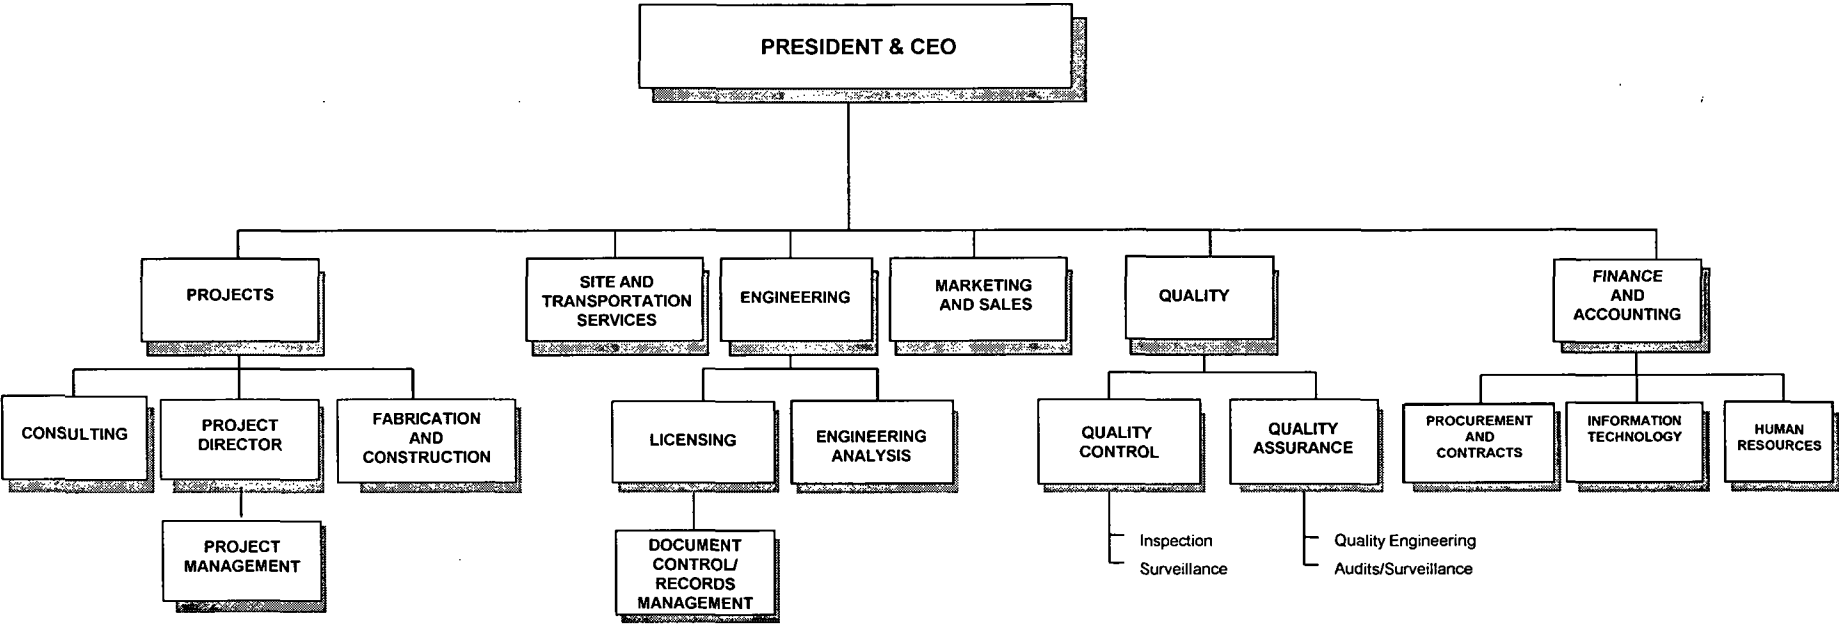 PRESIDENT & CEO
PROJECTS
SITE AND
TRANSPORTATION
SERVICES
ENGINEERING
MARKETING
AND SALES
QUALITY
FINANCE
AND
ACCOUNTING
CONSULTING
PROJECT
DIRECTOR
FABRICATION
AND
CONSTRUCTION
LICENSING
ENGINEERING
ANALYSIS
QUALITY
CONTROL
QUALITY
ASSURANCE
PROCUREMENT
AND
CONTRACTS
INFORMATION
TECHNOLOGY
HUMAN
RESOURCES
PROJECT
MANAGEMENT
DOCUMENT
CONTROL/
RECORDS
MANAGEMENT
Inspection
Surveillance
Quality Engineering
Audits/Surveillance